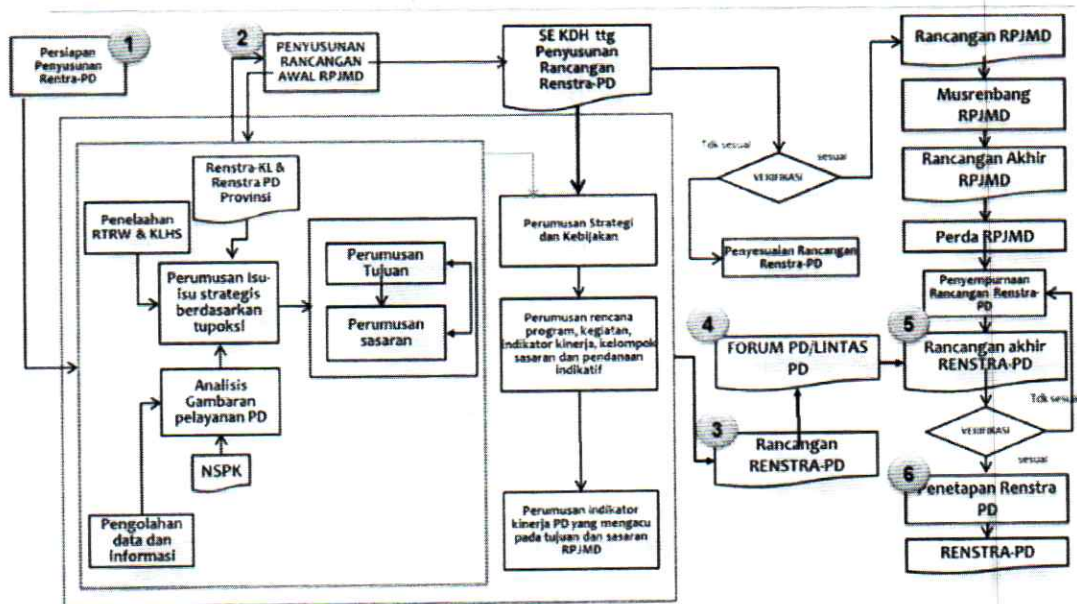 1
Persiapan
Penyusunan
Rentra-PD
2
PENYUSUNAN
RANCANGAN
AWAL RPJMD
SE KDH ttg
Penyusunan
Rancangan
Renstra-PD
Rancangan RPJMD
Musrenbang
RPJMD
Rancangan Akhir
RPJMD
Perda RPJMD
Penyempurnaan
Rancangan Renstra-
PD
5
Rancangan akhir
RENSTRA-PD
Tdk sesuai
VERIFIKASI
sesuai
6
Penetapan Renstra
PD
RENSTRA-PD
Tdk sesuai
sesuai
VERIFIKASI
Penyesuaian Rancangan
Renstra-PD
Renstra-KL &
Renstra PD
Provinsi
Penelaahan
RTRW & KLHS
Perumusan Isu-
isu strategis
berdasarkan
tupoksi
Perumusan
Tujuan
Perumusan
sasaran
Analisis
Gambaran
pelayanan PD
NSPK
Pengolahan
data dan
informasi
Perumusan Strategi
dan Kebijakan
Perumusan rencana
program, kegiatan,
indikator kinerja, kelompok
sasaran dan pendanaan
indikatif
Perumusan indikator
kinerja PD yang mengacu
pada tujuan dan sasaran
RPJMD
4
FORUM PD/LINTAS
PD
3
Rancangan
RENSTRA-PD